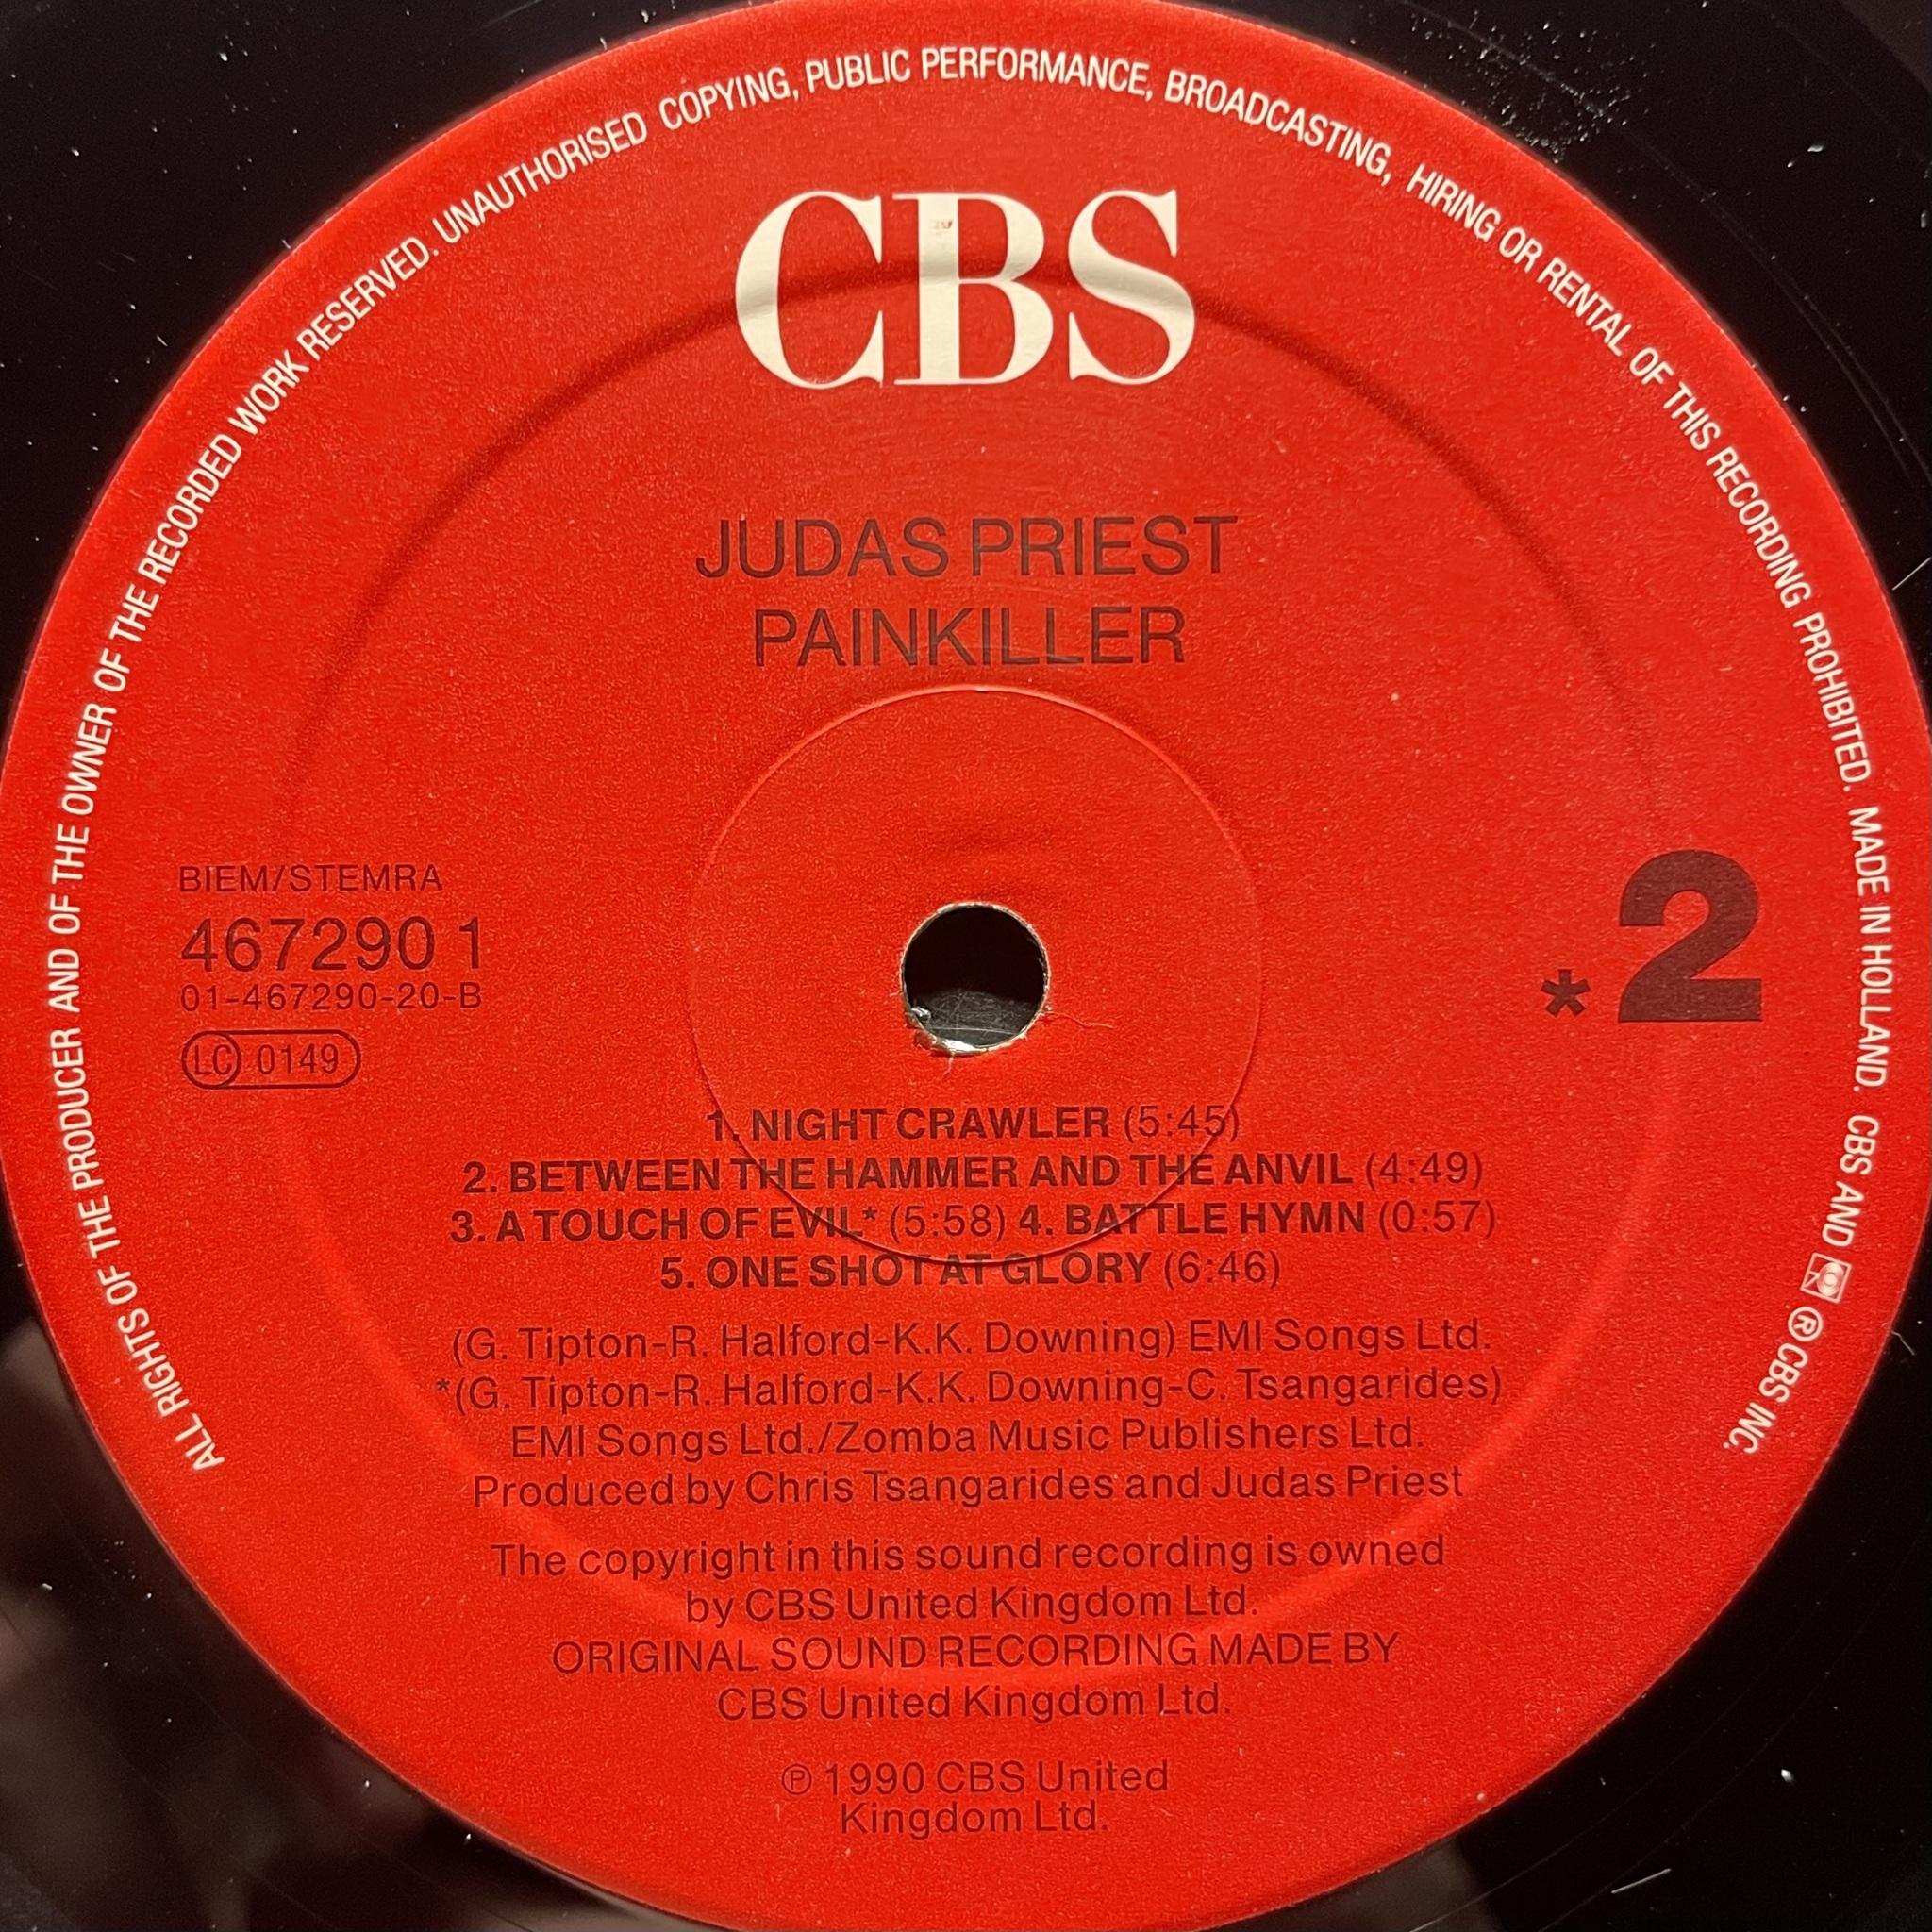 ALL RIGHTS OF THE PRODUCER AND OF THE OWNER OF THE RECORDED WORK RESERVED. UNAUTHORISED COPYING, PUBLIC PERFORMANCE, BROADCASTING, HIRING OR RENTAL OF THIS RECORDING PROHIBITED. MADE IN HOLLAND. CBS AND ® CBS INC.
CBS
JUDAS PRIEST
PAINKILLER
BIEM/STEMRA
467290 1
01-467290-20-B
LC 0149
*2
1. NIGHT CRAWLER (5:45)
2. BETWEEN THE HAMMER AND THE ANVIL (4:49)
3. A TOUCH OF EVIL* (5:58) 4. BATTLE HYMN (0:57)
5. ONE SHOT AT GLORY (6:46)
(G. Tipton-R. Halford-K.K. Downing) EMI Songs Ltd.
*(G. Tipton-R. Halford-K.K. Downing-C. Tsangarides)
EMI Songs Ltd./Zomba Music Publishers Ltd.
Produced by Chris Tsangarides and Judas Priest
The copyright in this sound recording is owned
by CBS United Kingdom Ltd.
ORIGINAL SOUND RECORDING MADE BY
CBS United Kingdom Ltd.
℗ 1990 CBS United
Kingdom Ltd.